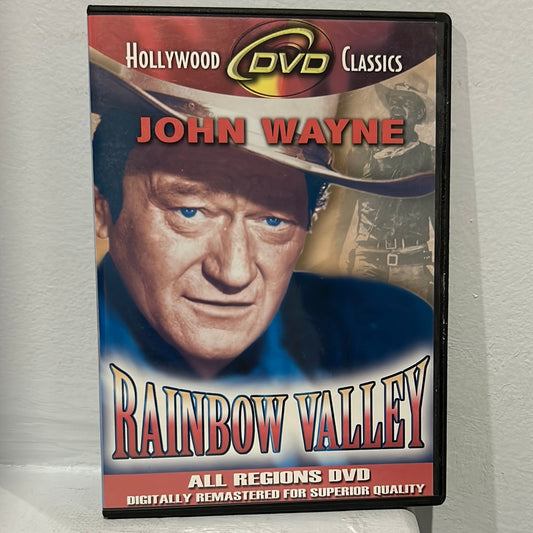 HOLLYWOOD DVD CLASSICS
JOHN WAYNE
RAINBOW VALLEY
ALL REGIONS DVD
DIGITALLY REMASTERED FOR SUPERIOR QUALITY